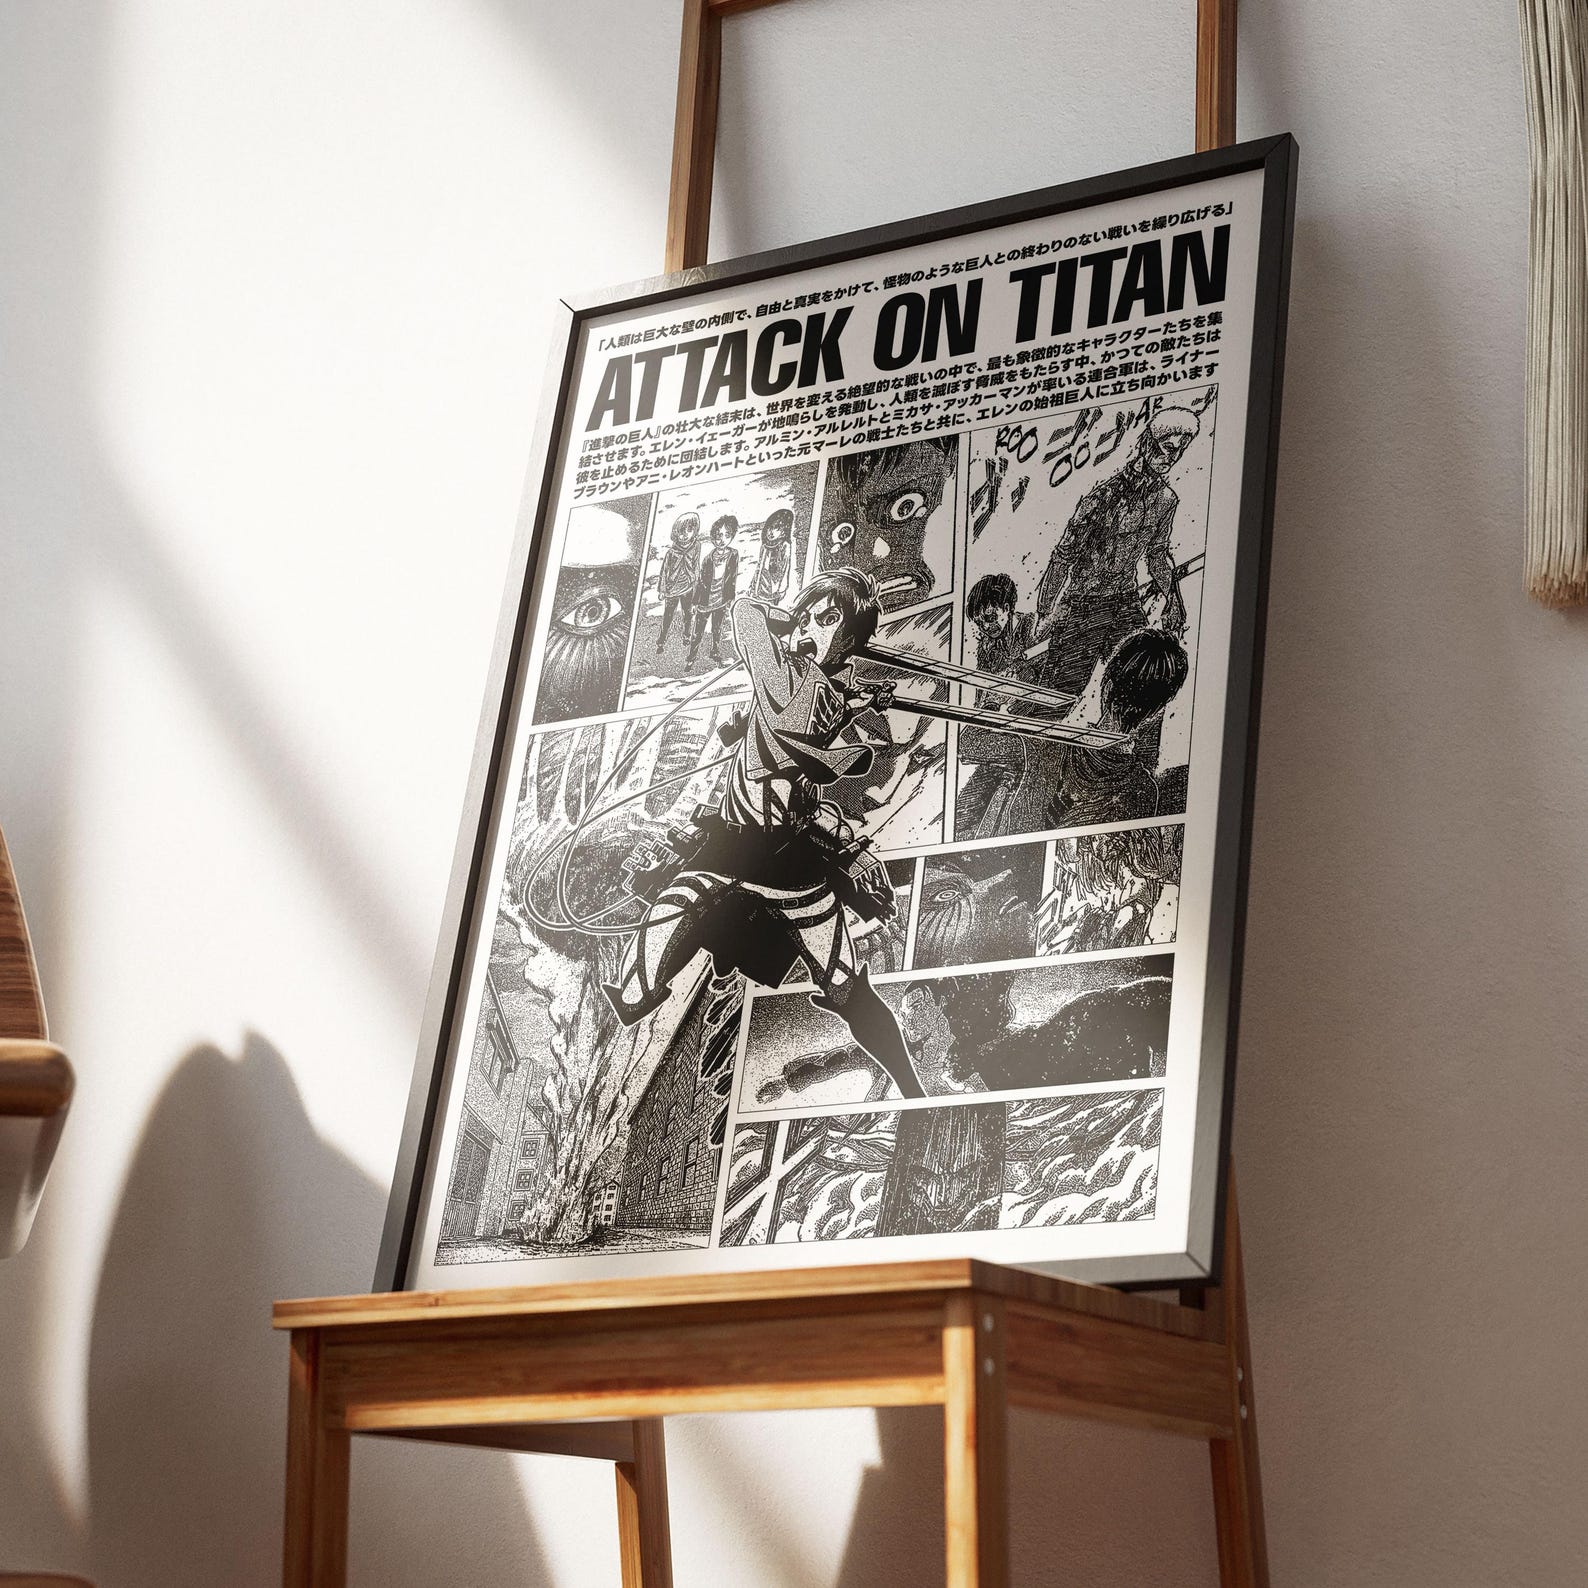 「人類は巨大な壁の内側で、自由と真実をかけて、怪物のような巨人との終わりのない戦いを繰り広げる」
ATTACK ON TITAN
『進撃の巨人』の壮大な結末は、世界を変える絶望的な戦いの中で、最も象徴的なキャラクターたちを集
結させます。エレン・イェーガーが地鳴らしを発動し、人類を滅ぼす脅威をもたらす中、かつての敵たちは
彼を止めるために団結します。アルミン・アルレルトとミカサ・アッカーマンが率いる連合軍は、ライナー
ブラウンやアニ・レオンハートといった元マーレの戦士たちと共に、エレンの始祖巨人に立ち向かいます